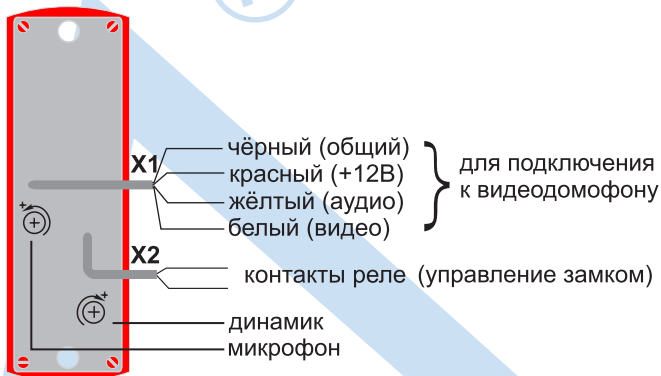 X1
чёрный (общий)
красный (+12В)
жёлтый (аудио)
белый (видео)
для подключения
к видеодомофону
X2
контакты реле (управление замком)
динамик
микрофон